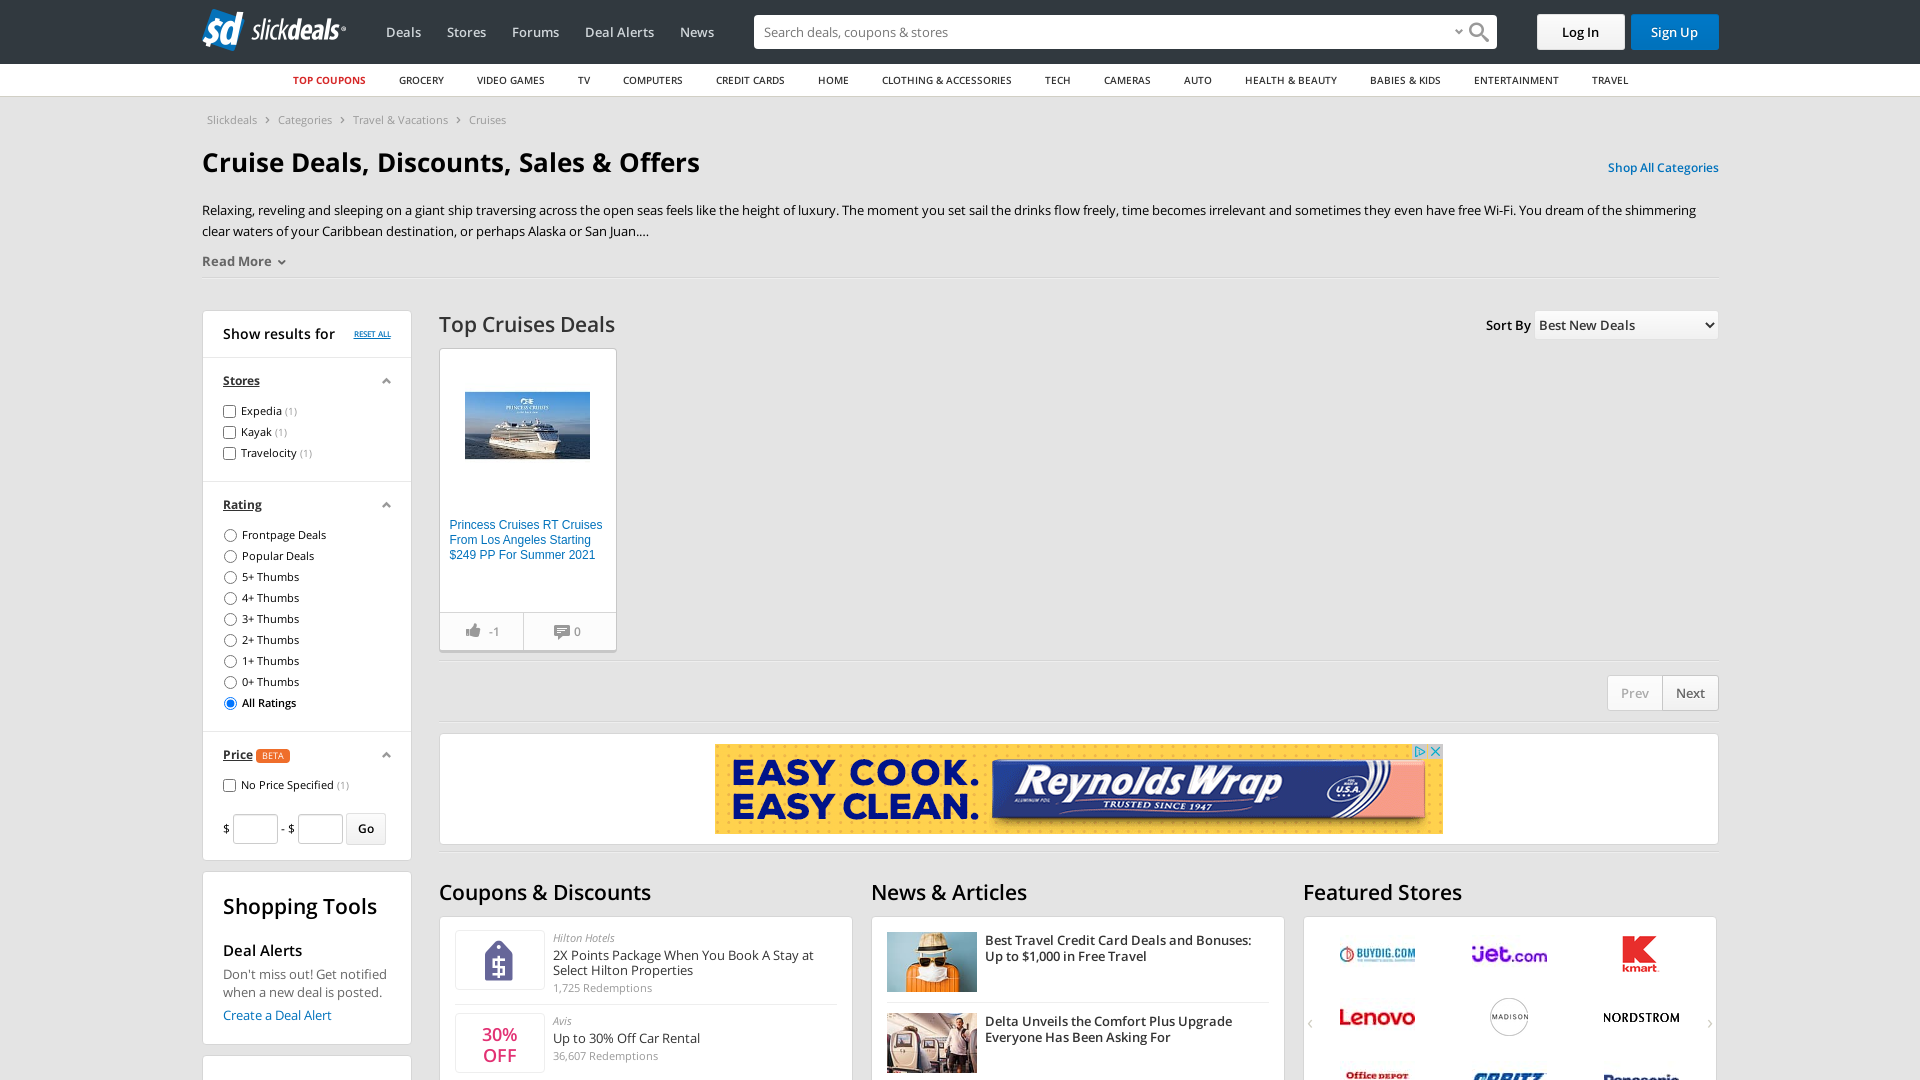 slickdeals
Deals
Stores
Forums
Deal Alerts
News
Search deals, coupons & stores
Log In
Sign Up
TOP COUPONS
GROCERY
VIDEO GAMES
TV
COMPUTERS
CREDIT CARDS
HOME
CLOTHING & ACCESSORIES
TECH
CAMERAS
AUTO
HEALTH & BEAUTY
BABIES & KIDS
ENTERTAINMENT
TRAVEL
Slickdeals
Categories
Travel & Vacations
Cruises
Cruise Deals, Discounts, Sales & Offers
Shop All Categories
Relaxing, reveling and sleeping on a giant ship traversing across the open seas feels like the height of luxury. The moment you set sail the drinks flow freely, time becomes irrelevant and sometimes they even have free Wi-Fi. You dream of the shimmering
clear waters of your Caribbean destination, or perhaps Alaska or San Juan....
Read More
Show results for
RESET ALL
Stores
Expedia (1)
Kayak (1)
Travelocity (1)
Rating
Frontpage Deals
Popular Deals
5+ Thumbs
4+ Thumbs
3+ Thumbs
2+ Thumbs
1+ Thumbs
0+ Thumbs
All Ratings
Price BETA
No Price Specified (1)
$ - $ Go
Shopping Tools
Deal Alerts
Don't miss out! Get notified
when a new deal is posted.
Create a Deal Alert
Top Cruises Deals
Sort By Best New Deals
PRINCESS CRUISES
Princess Cruises RT Cruises
From Los Angeles Starting
$249 PP For Summer 2021
-1
0
Prev
Next
EASY COOK.
EASY CLEAN.
Reynolds Wrap
ALUMINUM FOIL
TRUSTED SINCE 1947
U.S.A.
Coupons & Discounts
Hilton Hotels
2X Points Package When You Book A Stay at
Select Hilton Properties
1,725 Redemptions
30%
OFF
Avis
Up to 30% Off Car Rental
36,607 Redemptions
News & Articles
Best Travel Credit Card Deals and Bonuses:
Up to $1,000 in Free Travel
Delta Unveils the Comfort Plus Upgrade
Everyone Has Been Asking For
Featured Stores
BUYDIG.COM
jet.com
kmart
Lenovo
MADISON
NORDSTROM
Office DEPOT
ORBITZ
Panasonic